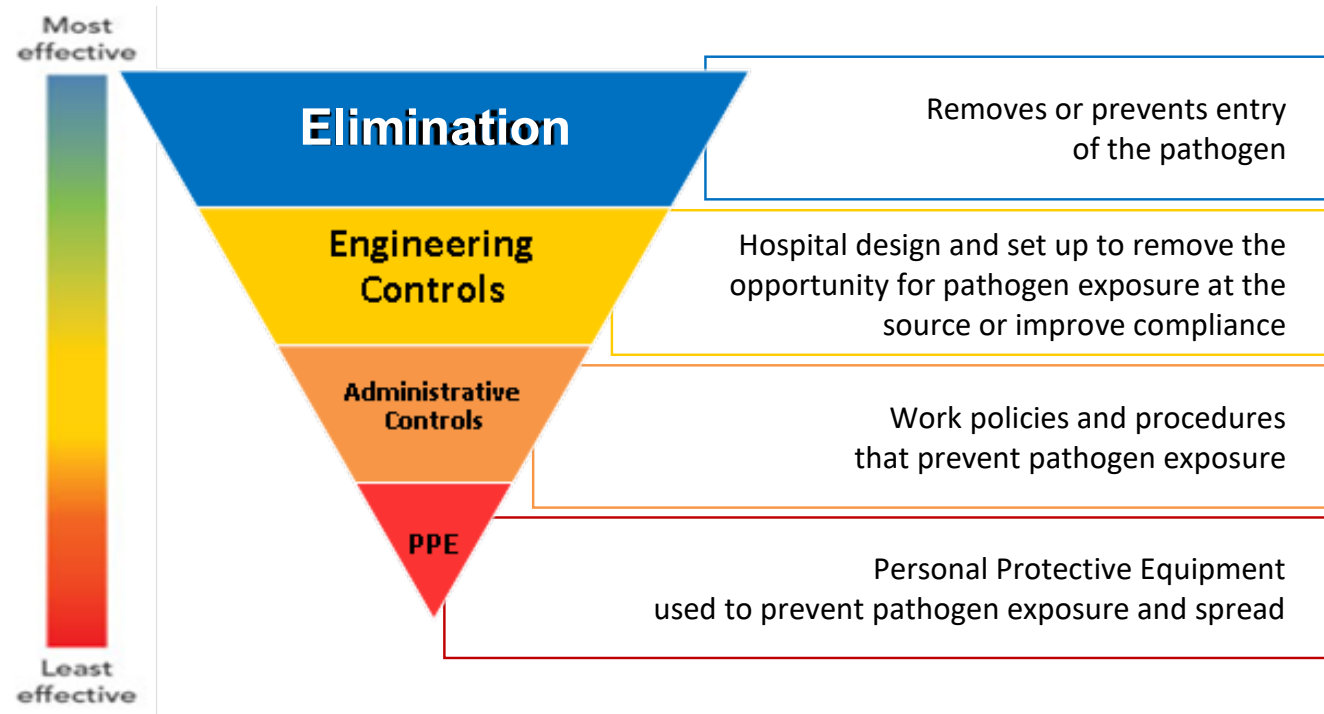 Most
effective
Elimination
Removes or prevents entry
of the pathogen
Engineering
Controls
Hospital design and set up to remove the
opportunity for pathogen exposure at the
source or improve compliance
Administrative
Controls
Work policies and procedures
that prevent pathogen exposure
PPE
Personal Protective Equipment
used to prevent pathogen exposure and spread
Least
effective